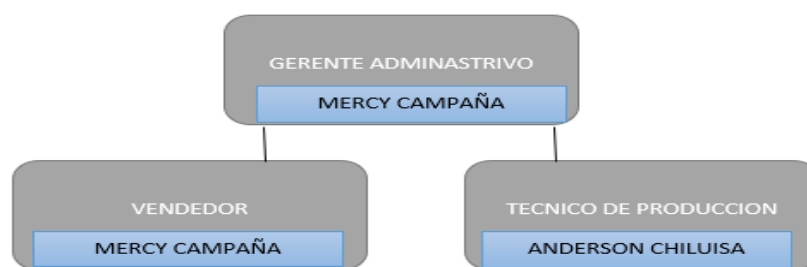 GERENTE ADMINASTRIVO
MERCY CAMPAÑA
VENDEDOR
MERCY CAMPAÑA
TECNICO DE PRODUCCION
ANDERSON CHILUISA